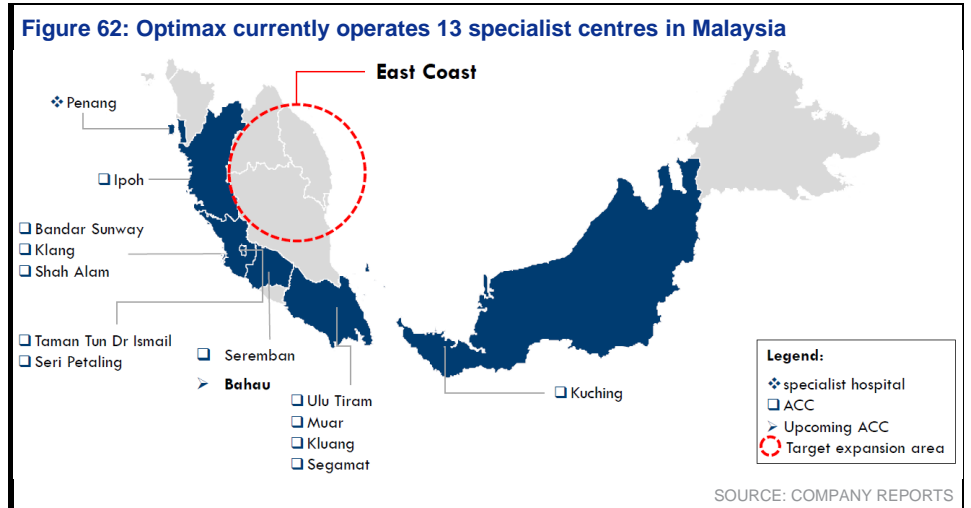 Figure 62: Optimax currently operates 13 specialist centres in Malaysia
East Coast
Penang
Ipoh
Bandar Sunway
Klang
Shah Alam
Taman Tun Dr Ismail
Seri Petaling
Seremban
Bahau
Ulu Tiram
Muar
Kluang
Segamat
Kuching
Legend:
specialist hospital
ACC
Upcoming ACC
Target expansion area
SOURCE: COMPANY REPORTS